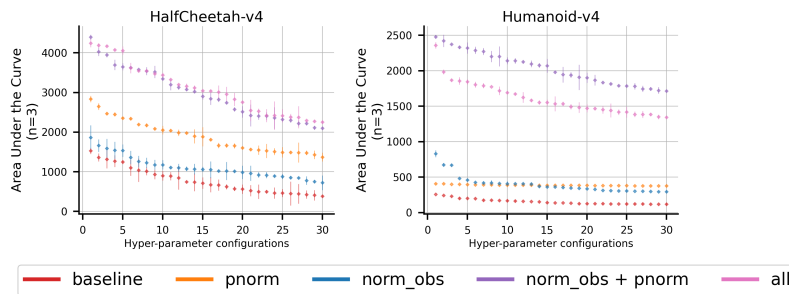 HalfCheetah-v4
Area Under the Curve
(n=3)
4000
3000
2000
1000
0
0 5 10 15 20 25 30
Hyper-parameter configurations
Humanoid-v4
Area Under the Curve
(n=3)
2500
2000
1500
1000
500
0
0 5 10 15 20 25 30
Hyper-parameter configurations
baseline pnorm norm_obs norm_obs + pnorm all